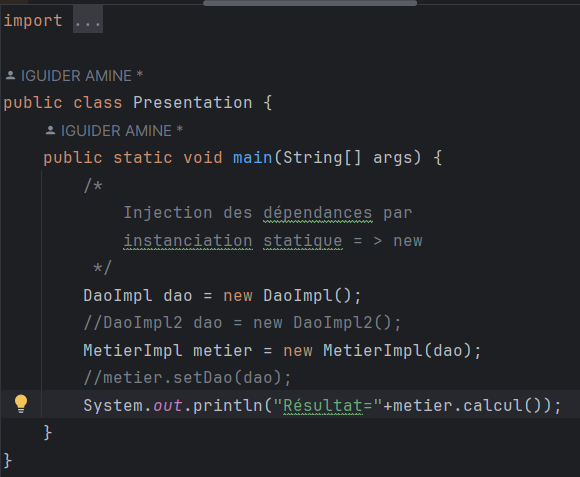 import ...
IGUIDER AMINE *
public class Presentation {
IGUIDER AMINE *
public static void main(String[] args) {
/*
Injection des dépendances par
instanciation statique = > new
*/
DaoImpl dao = new DaoImpl();
//DaoImpl2 dao = new DaoImpl2();
MetierImpl metier = new MetierImpl(dao);
//metier.setDao(dao);
System.out.println("Résultat="+metier.calcul());
}
}